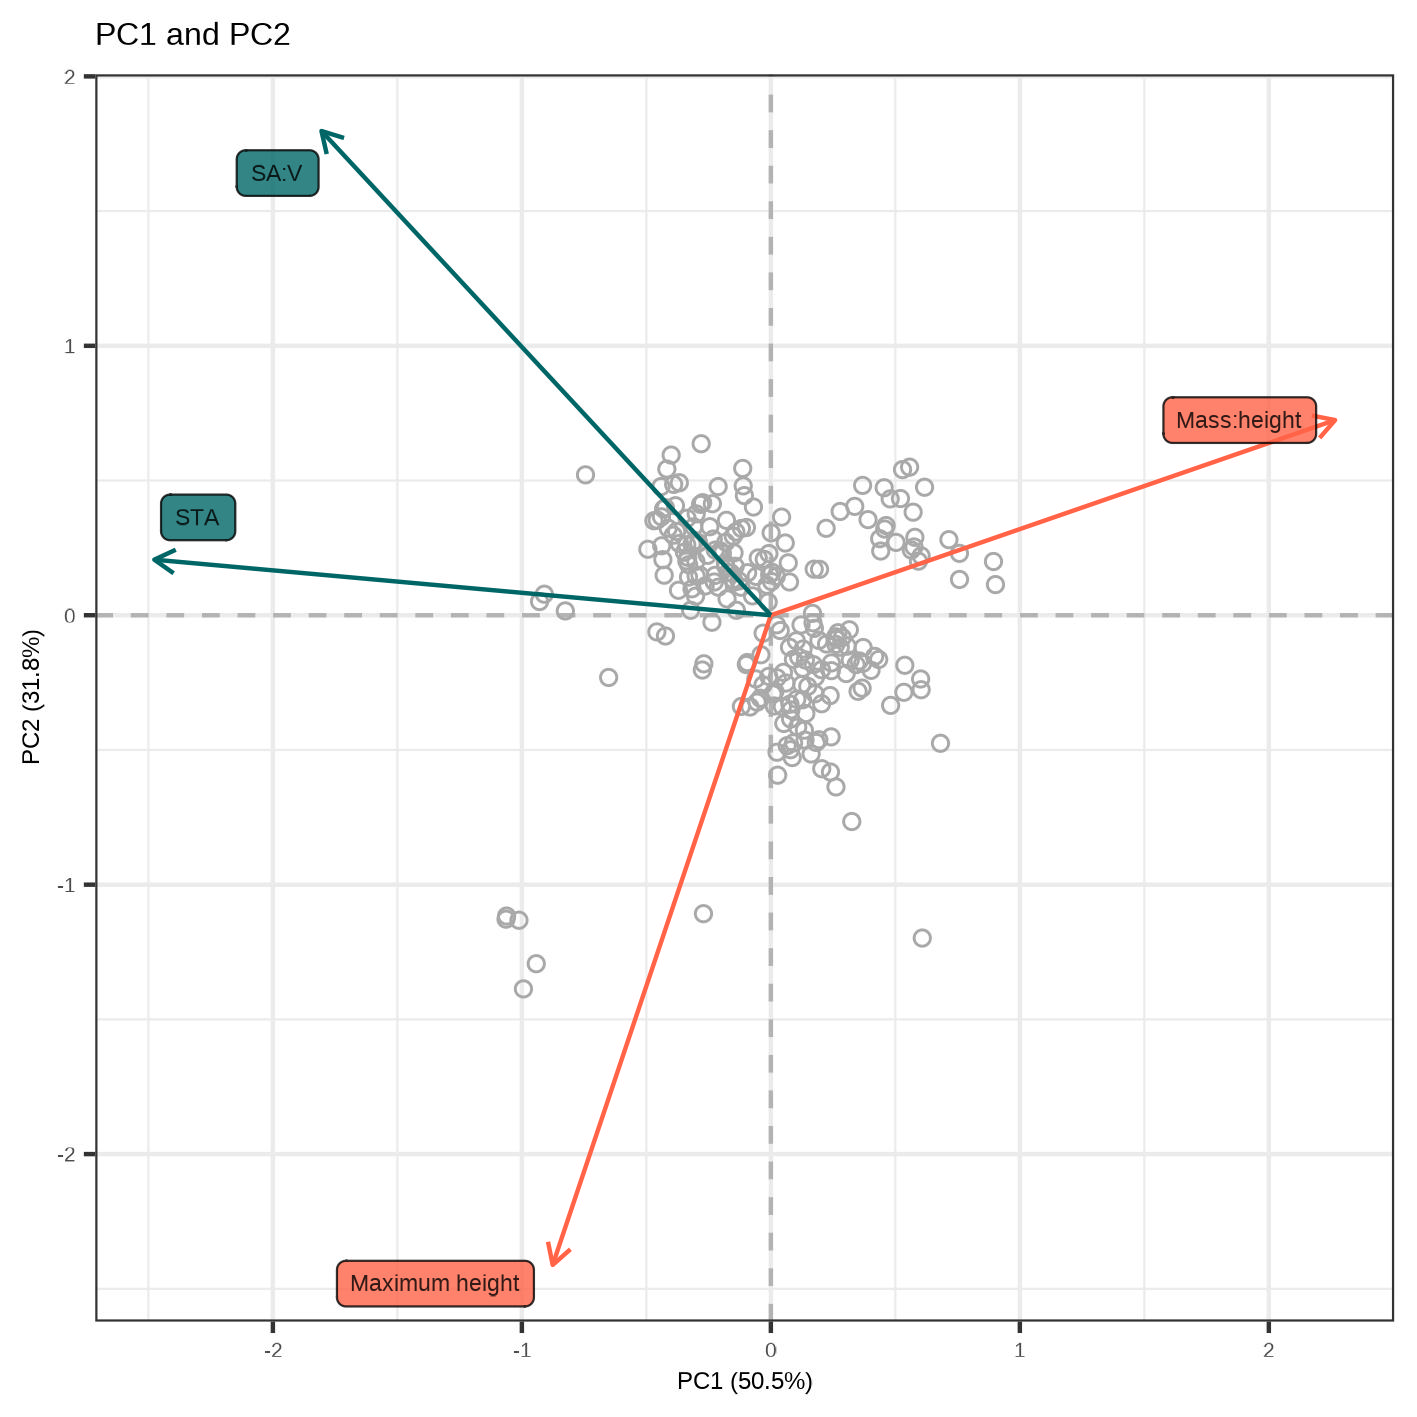 PC1 and PC2
2
SA:V
1
Mass:height
STA
0
PC2 (31.8%)
-1
-2
Maximum height
-2
-1
0
1
2
PC1 (50.5%)